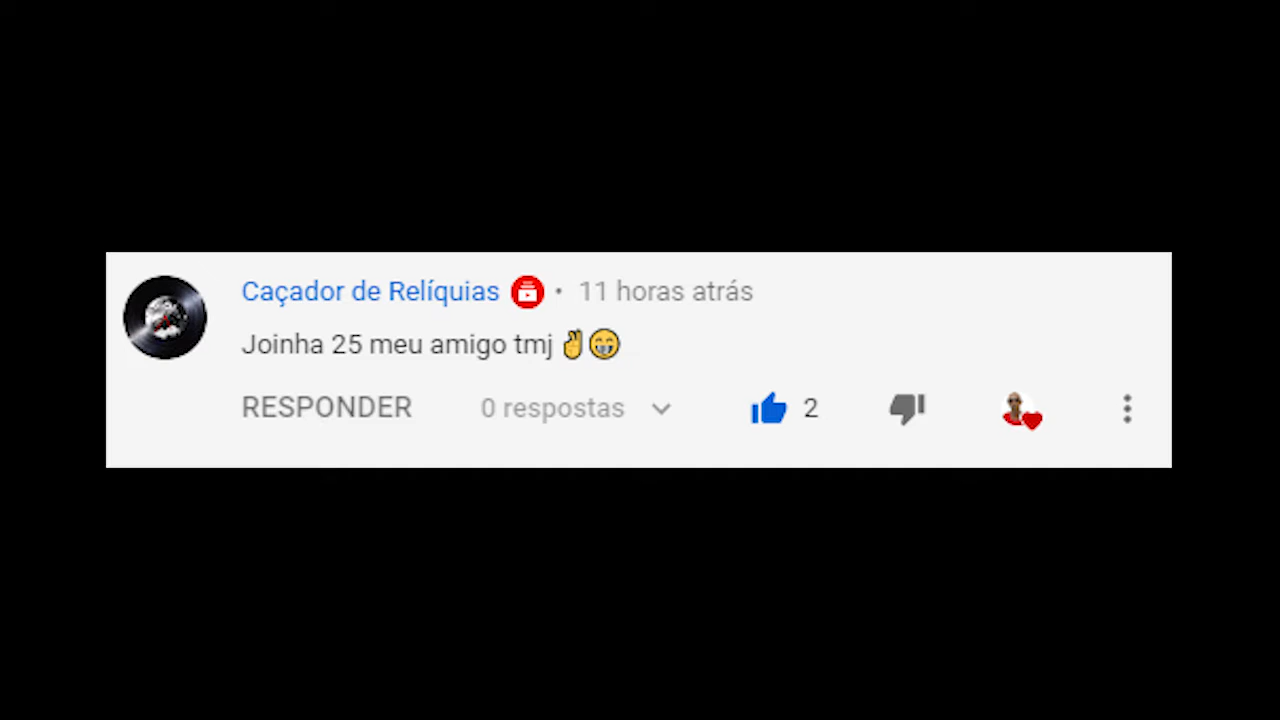 Caçador de Relíquias • 11 horas atrás
Joinha 25 meu amigo tmj ✌😁
RESPONDER 0 respostas 2